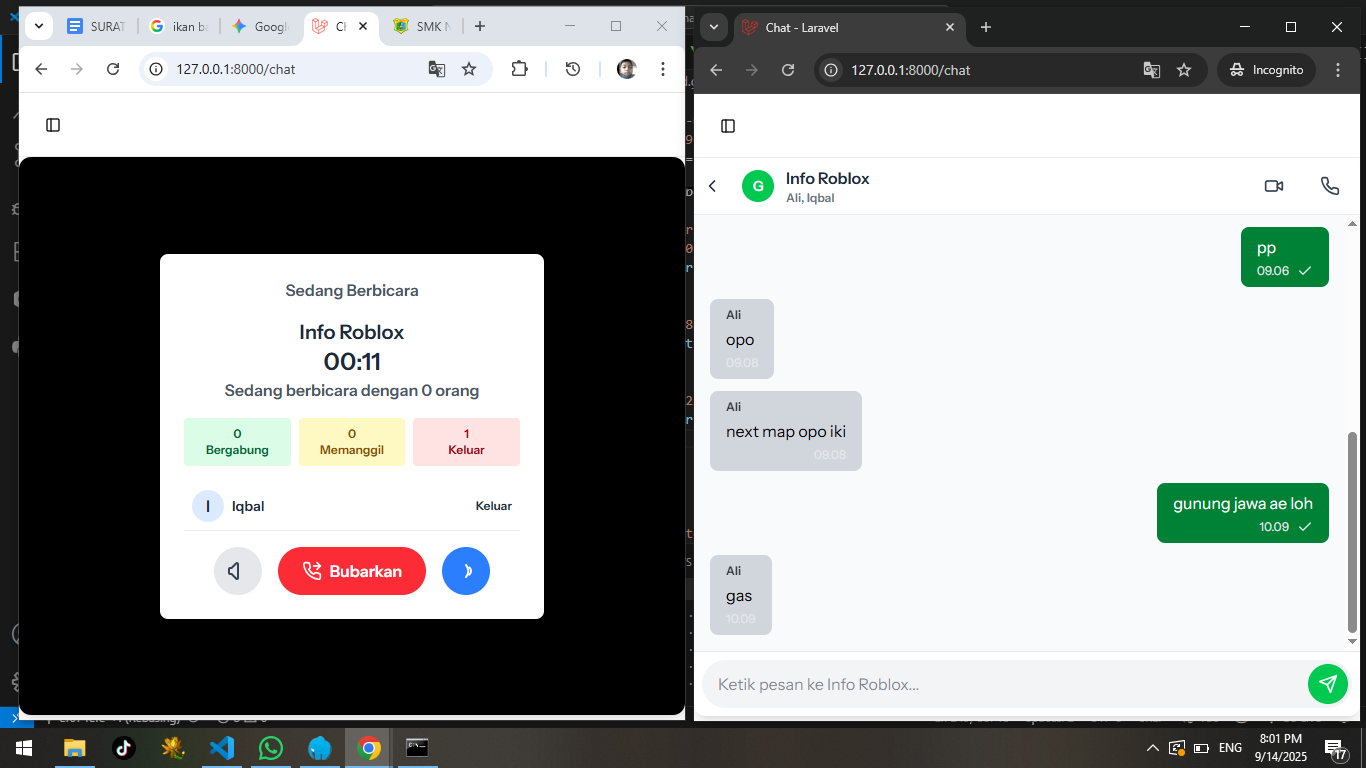 SURAT
ikan ba
Google
Ch
SMK N
127.0.0.1:8000/chat
Sedang Berbicara
Info Roblox
00:11
Sedang berbicara dengan 0 orang
0
Bergabung
0
Memanggil
1
Keluar
I
Iqbal
Keluar
Bubarkan
Chat - Laravel
127.0.0.1:8000/chat
Incognito
G
Info Roblox
Ali, Iqbal
pp
09.06
Ali
opo
09.08
Ali
next map opo iki
09.08
gunung jawa ae loh
10.09
Ali
gas
10.09
Ketik pesan ke Info Roblox...
ENG
8:01 PM
9/14/2025
17